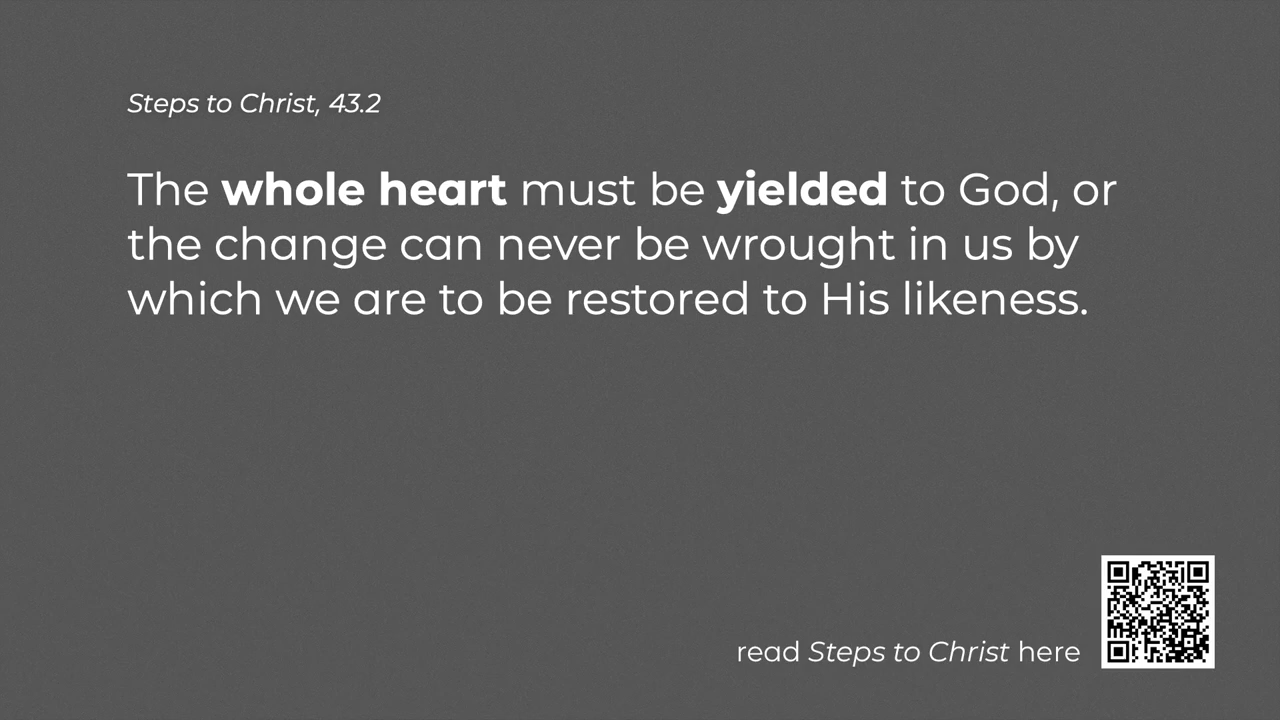 Steps to Christ, 43.2
The whole heart must be yielded to God, or
the change can never be wrought in us by
which we are to be restored to His likeness.
read Steps to Christ here